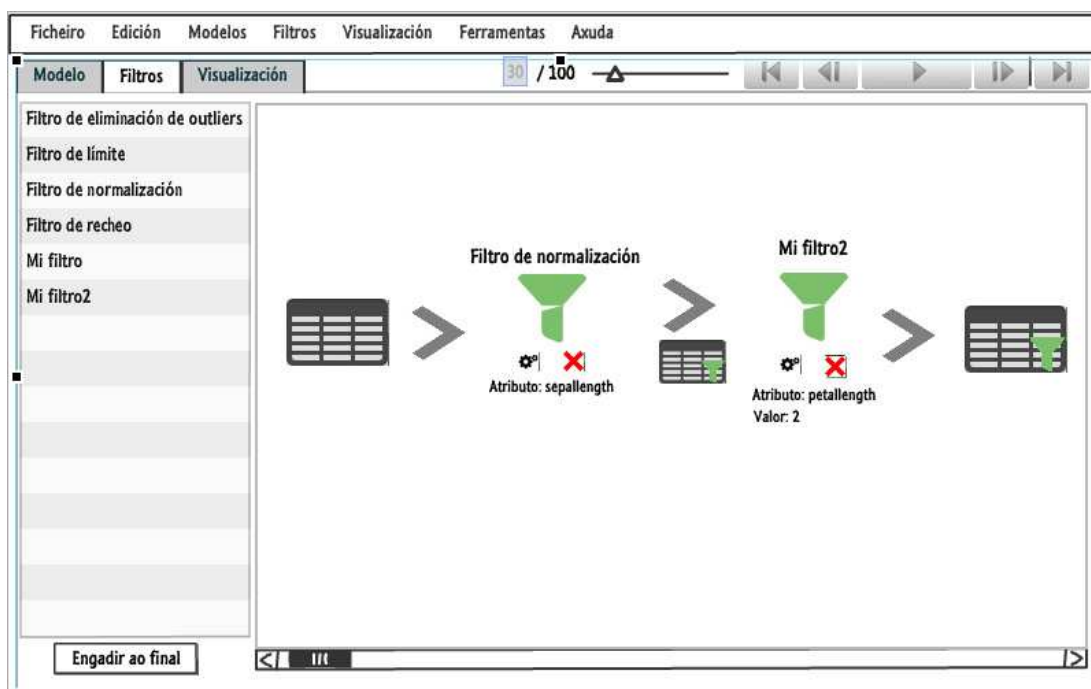 Ficheiro Edición Modelos Filtros Visualización Ferramentas Axuda
Modelo Filtros Visualización 30 / 100
Filtro de eliminación de outliers
Filtro de límite
Filtro de normalización
Filtro de recheo
Mi filtro
Mi filtro2
Filtro de normalización
Atributo: sepallength
Mi filtro2
Atributo: petallength
Valor: 2
Engadir ao final